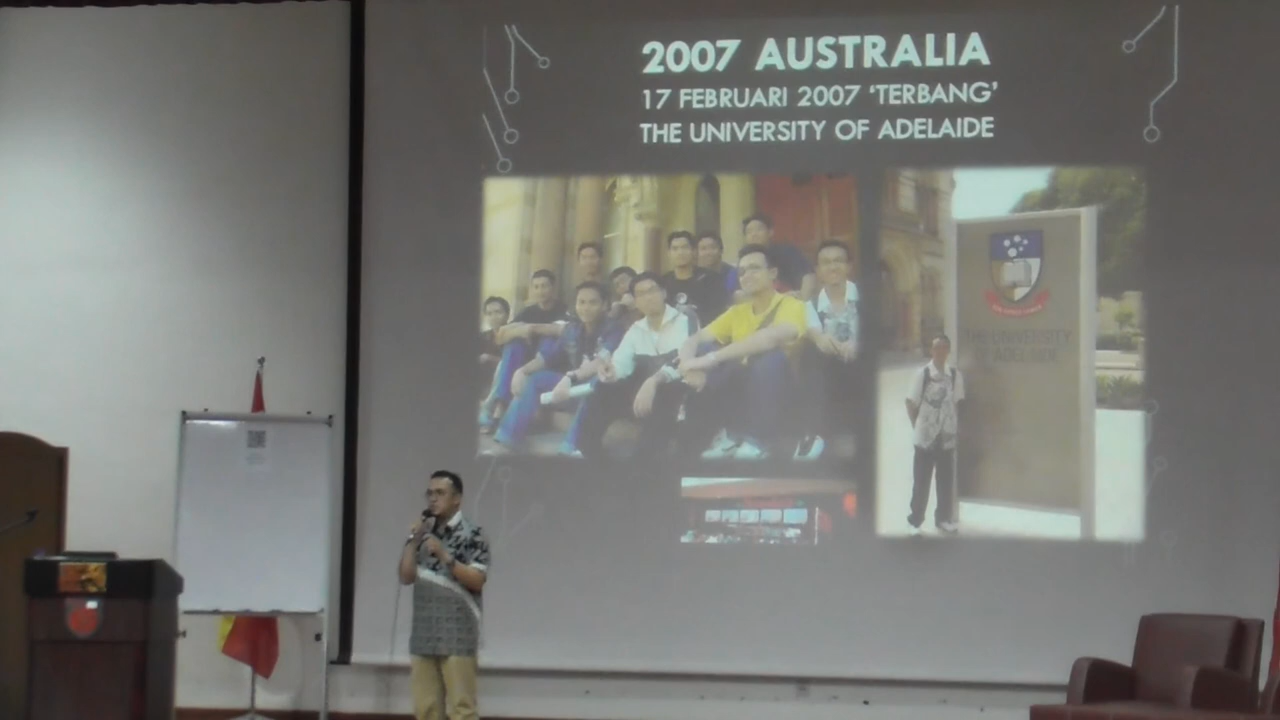 2007 AUSTRALIA
17 FEBRUARI 2007 ‘TERBANG’
THE UNIVERSITY OF ADELAIDE
THE UNIVERSITY
OF ADELAIDE